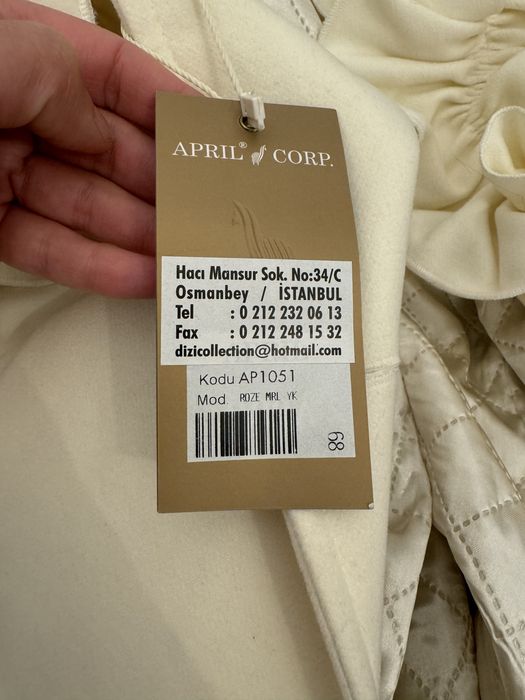 APRIL® CORP.
Hacı Mansur Sok. No:34/C
Osmanbey / İSTANBUL
Tel : 0 212 232 06 13
Fax : 0 212 248 15 32
dizicollection@hotmail.com
Kodu AP1051
Mod. ROZE MRL YK
89